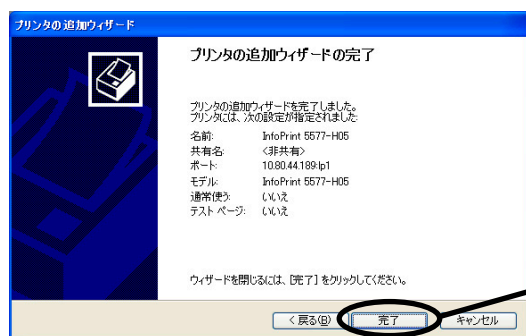 プリンタの追加ウィザード
プリンタの追加ウィザードの完了
プリンタの追加ウィザードを完了しました。
プリンタには、次の設定が指定されました:
名前: InfoPrint 5577-H05
共有名: <非共有>
ポート: 10.80.44.189:lp1
モデル: InfoPrint 5577-H05
通常使う: いいえ
テスト ページ: いいえ
ウィザードを閉じるには、[完了] をクリックしてください。
< 戻る(B)
完了
キャンセル